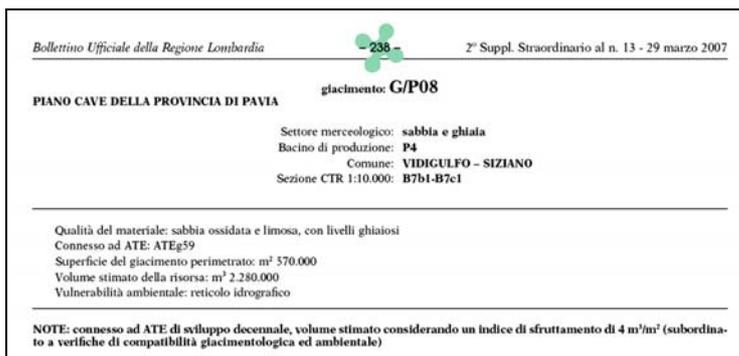 Bollettino Ufficiale della Regione Lombardia – 238 – 2º Suppl. Straordinario al n. 13 - 29 marzo 2007
giacimento: G/P08
PIANO CAVE DELLA PROVINCIA DI PAVIA
Settore merceologico: sabbia e ghiaia
Bacino di produzione: P4
Comune: VIDIGULFO – SIZIANO
Sezione CTR 1:10.000: B7b1-B7c1
Qualità del materiale: sabbia ossidata e limosa, con livelli ghiaiosi
Connesso ad ATE: ATEg59
Superficie del giacimento perimetrato: m² 570.000
Volume stimato della risorsa: m³ 2.280.000
Vulnerabilità ambientale: reticolo idrografico
NOTE: connesso ad ATE di sviluppo decennale, volume stimato considerando un indice di sfruttamento di 4 m³/m² (subordina-
to a verifiche di compatibilità giacimentologica ed ambientale)